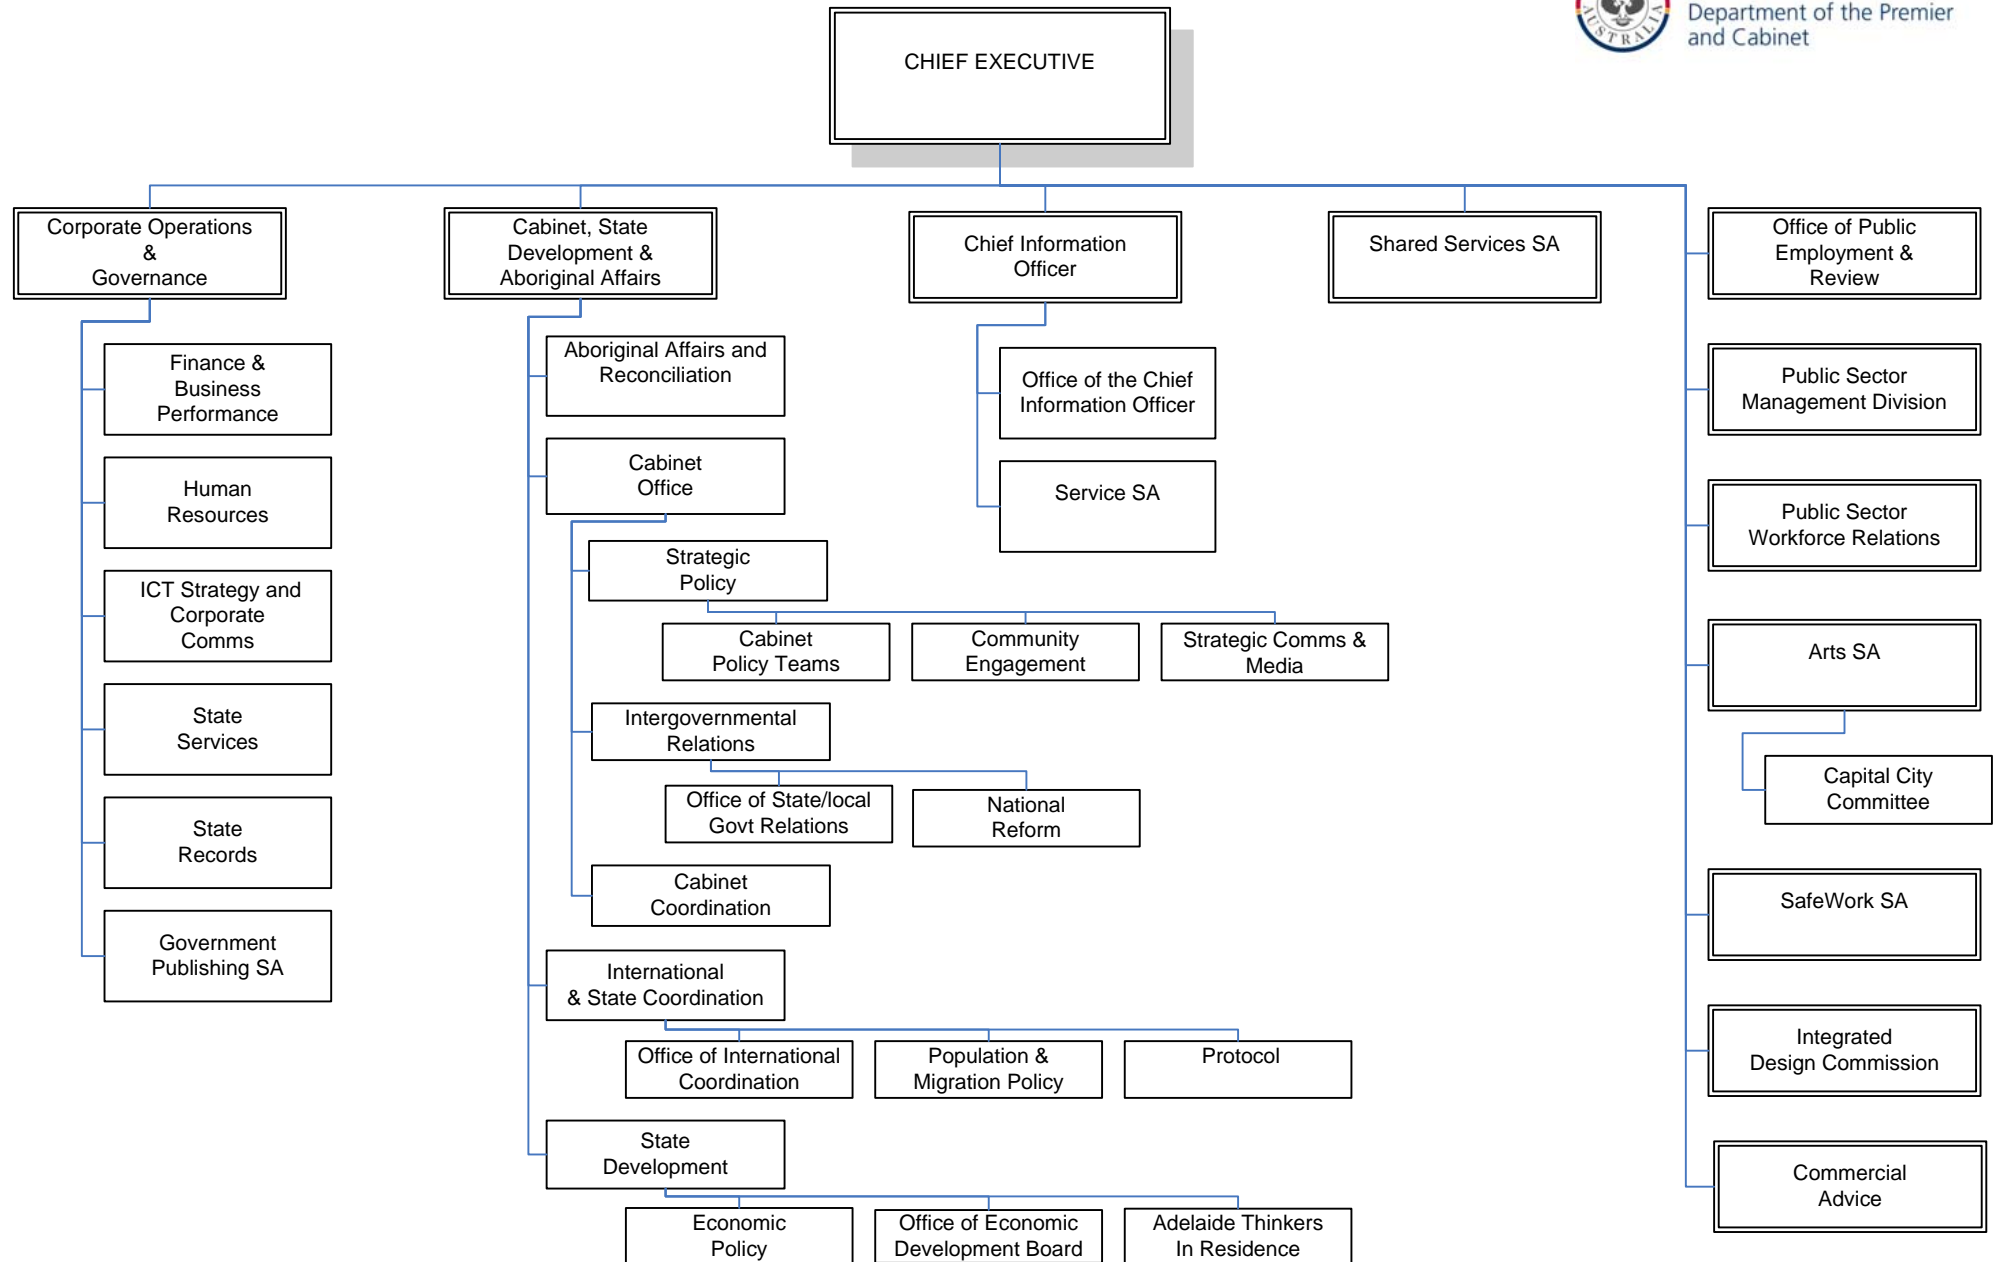 AUSTRALIA
Department of the Premier
and Cabinet
CHIEF EXECUTIVE
Corporate Operations
&
Governance
Cabinet, State
Development &
Aboriginal Affairs
Chief Information
Officer
Shared Services SA
Office of Public
Employment &
Review
Finance &
Business
Performance
Human
Resources
ICT Strategy and
Corporate
Comms
State
Services
State
Records
Government
Publishing SA
Aboriginal Affairs and
Reconciliation
Cabinet
Office
Strategic
Policy
Cabinet
Policy Teams
Community
Engagement
Strategic Comms &
Media
Intergovernmental
Relations
Office of State/local
Govt Relations
National
Reform
Cabinet
Coordination
International
& State Coordination
Office of International
Coordination
Population &
Migration Policy
Protocol
State
Development
Economic
Policy
Office of Economic
Development Board
Adelaide Thinkers
In Residence
Office of the Chief
Information Officer
Service SA
Public Sector
Management Division
Public Sector
Workforce Relations
Arts SA
Capital City
Committee
SafeWork SA
Integrated
Design Commission
Commercial
Advice